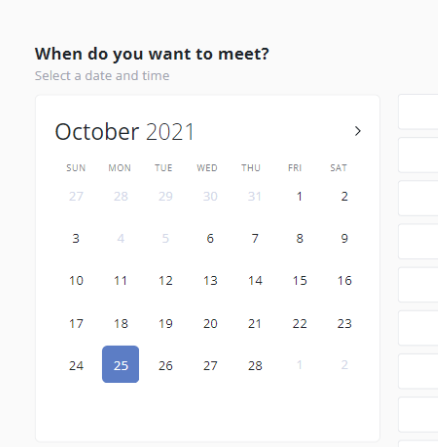 When do you want to meet?
Select a date and time
October 2021
SUN MON TUE WED THU FRI SAT
27 28 29 30 31 1 2
3 4 5 6 7 8 9
10 11 12 13 14 15 16
17 18 19 20 21 22 23
24 25 26 27 28 1 2